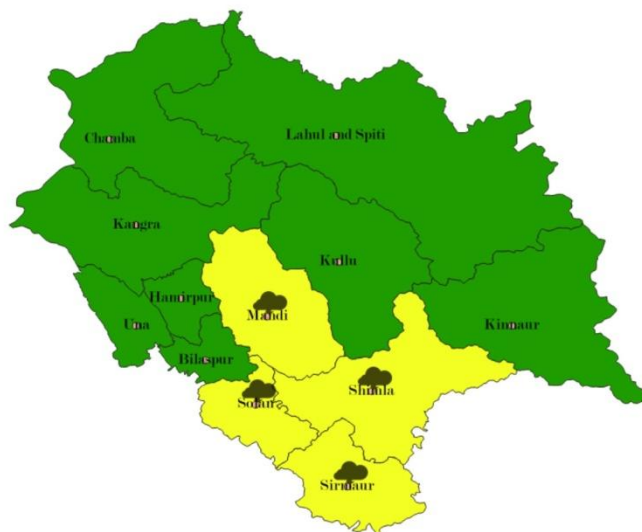 Chamba
Lahul and Spiti
Kangra
Kullu
Hamirpur
Mandi
Una
Kinnaur
Bilaspur
Shimla
Solan
Sirmaur